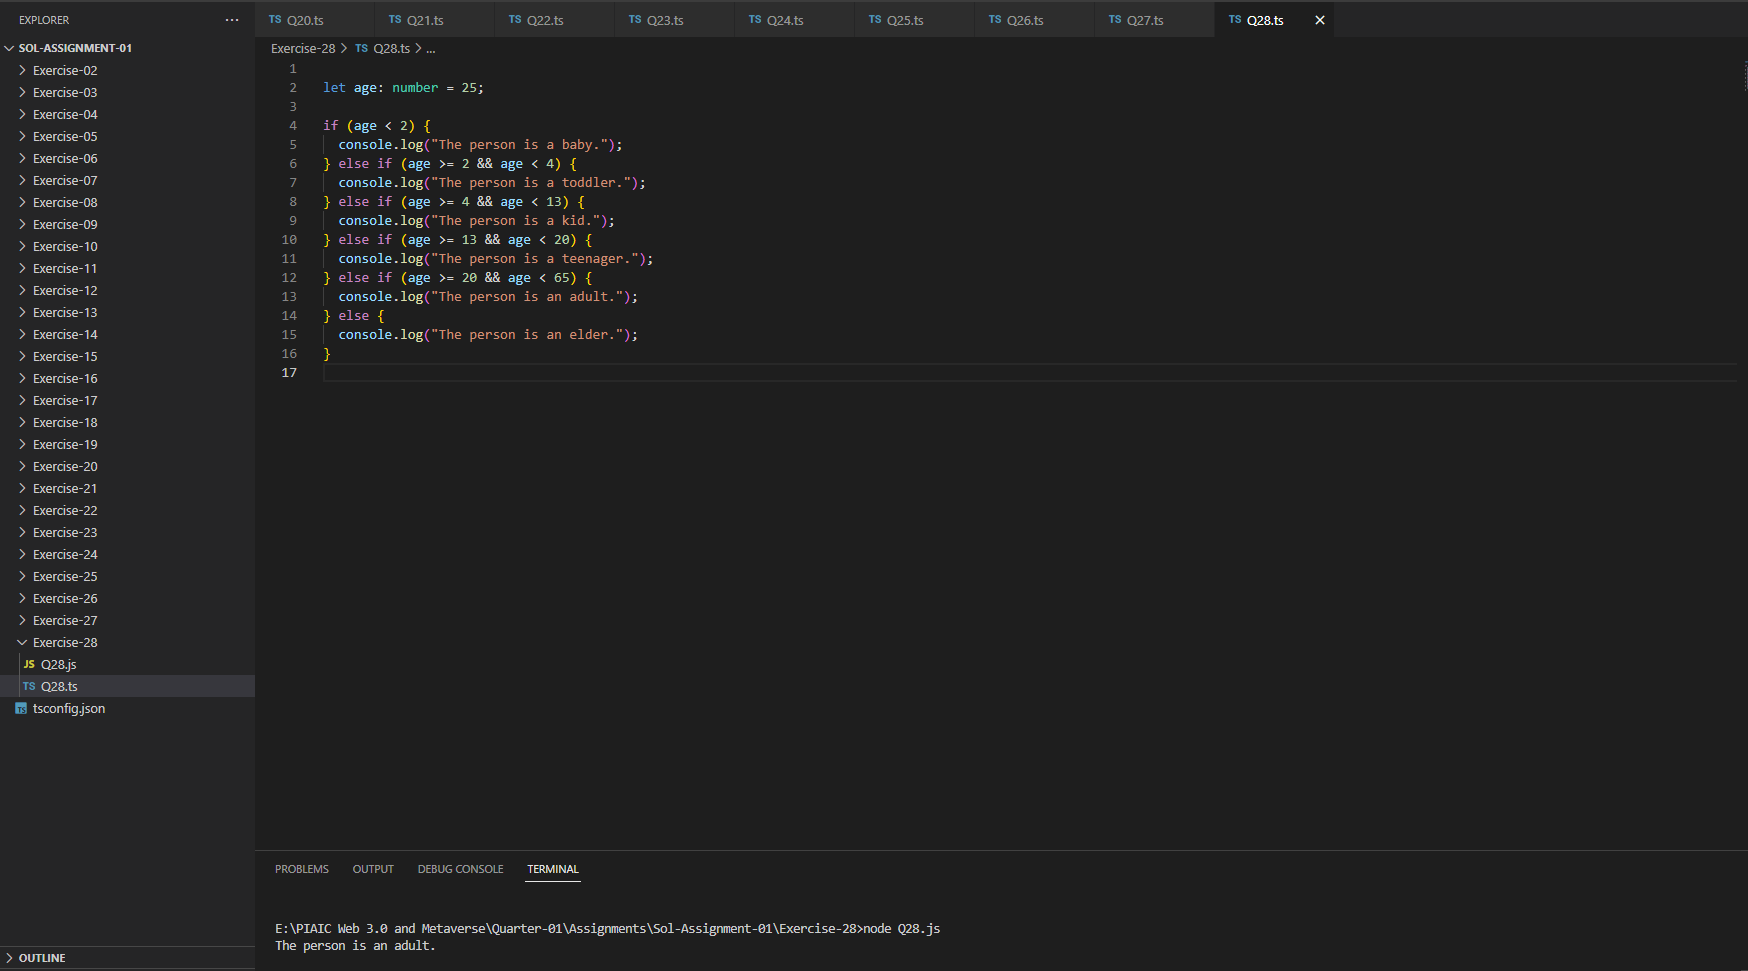 EXPLORER
SOL-ASSIGNMENT-01
Exercise-02
Exercise-03
Exercise-04
Exercise-05
Exercise-06
Exercise-07
Exercise-08
Exercise-09
Exercise-10
Exercise-11
Exercise-12
Exercise-13
Exercise-14
Exercise-15
Exercise-16
Exercise-17
Exercise-18
Exercise-19
Exercise-20
Exercise-21
Exercise-22
Exercise-23
Exercise-24
Exercise-25
Exercise-26
Exercise-27
Exercise-28
JS Q28.js
TS Q28.ts
TS tsconfig.json
OUTLINE
TS Q20.ts TS Q21.ts TS Q22.ts TS Q23.ts TS Q24.ts TS Q25.ts TS Q26.ts TS Q27.ts TS Q28.ts
Exercise-28 > TS Q28.ts > ...
1
2 let age: number = 25;
3
4 if (age < 2) {
5 console.log("The person is a baby.");
6 } else if (age >= 2 && age < 4) {
7 console.log("The person is a toddler.");
8 } else if (age >= 4 && age < 13) {
9 console.log("The person is a kid.");
10 } else if (age >= 13 && age < 20) {
11 console.log("The person is a teenager.");
12 } else if (age >= 20 && age < 65) {
13 console.log("The person is an adult.");
14 } else {
15 console.log("The person is an elder.");
16 }
17
PROBLEMS OUTPUT DEBUG CONSOLE TERMINAL
E:\PIAIC Web 3.0 and Metaverse\Quarter-01\Assignments\Sol-Assignment-01\Exercise-28>node Q28.js
The person is an adult.